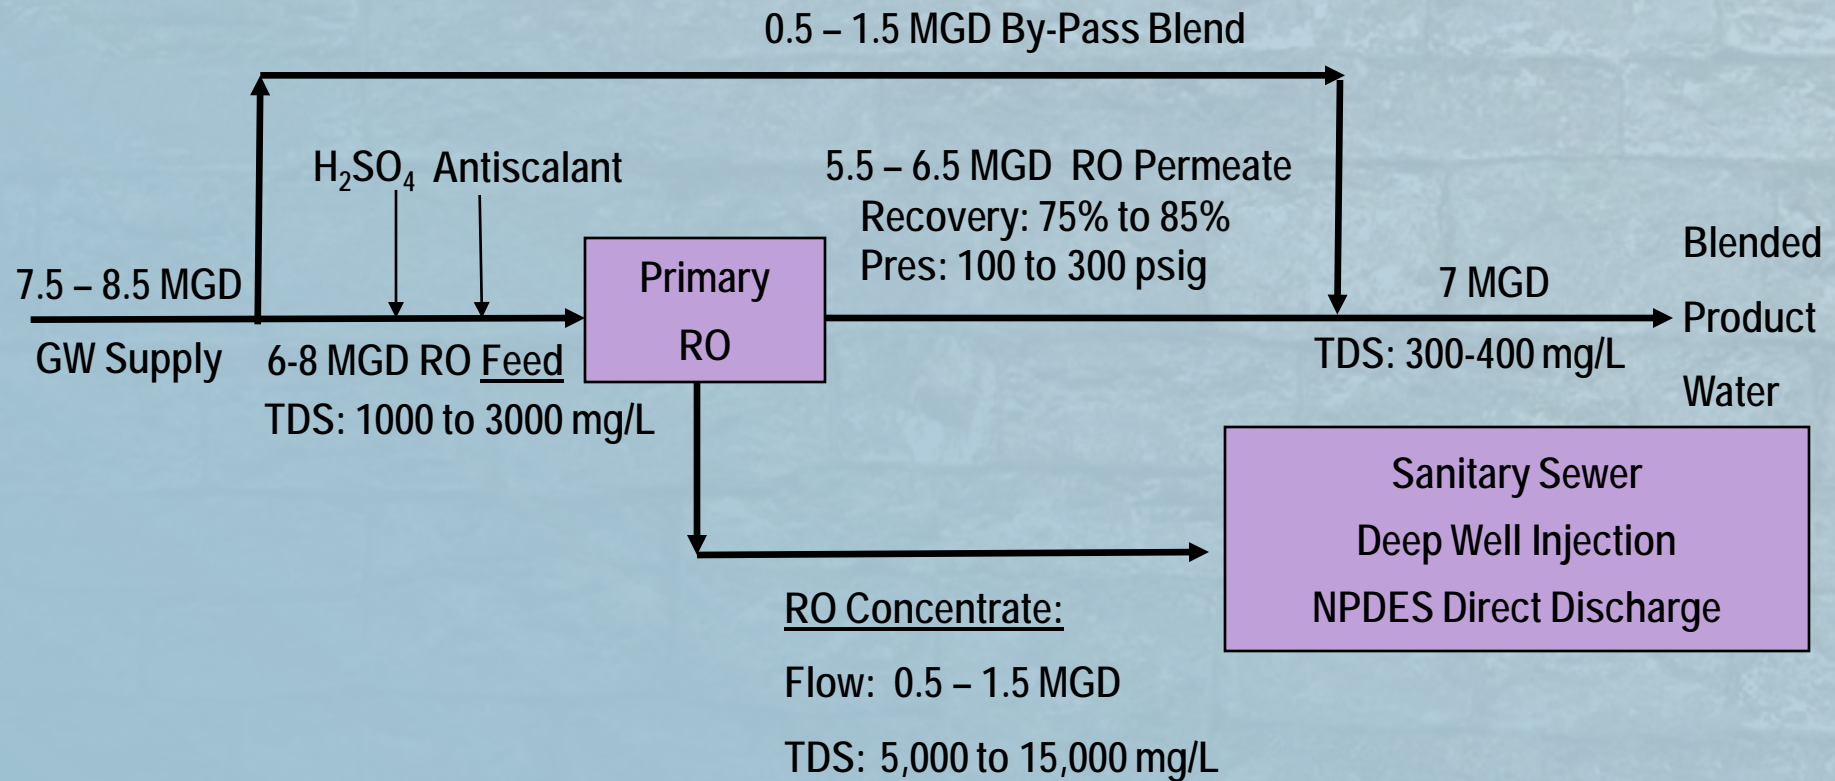 0.5 – 1.5 MGD By-Pass Blend
H₂SO₄ Antiscalant
5.5 – 6.5 MGD RO Permeate
Recovery: 75% to 85%
Pres: 100 to 300 psig
7.5 – 8.5 MGD
GW Supply
6-8 MGD RO Feed
TDS: 1000 to 3000 mg/L
Primary
RO
7 MGD
TDS: 300-400 mg/L
Blended
Product
Water
Sanitary Sewer
Deep Well Injection
NPDES Direct Discharge
RO Concentrate:
Flow: 0.5 – 1.5 MGD
TDS: 5,000 to 15,000 mg/L